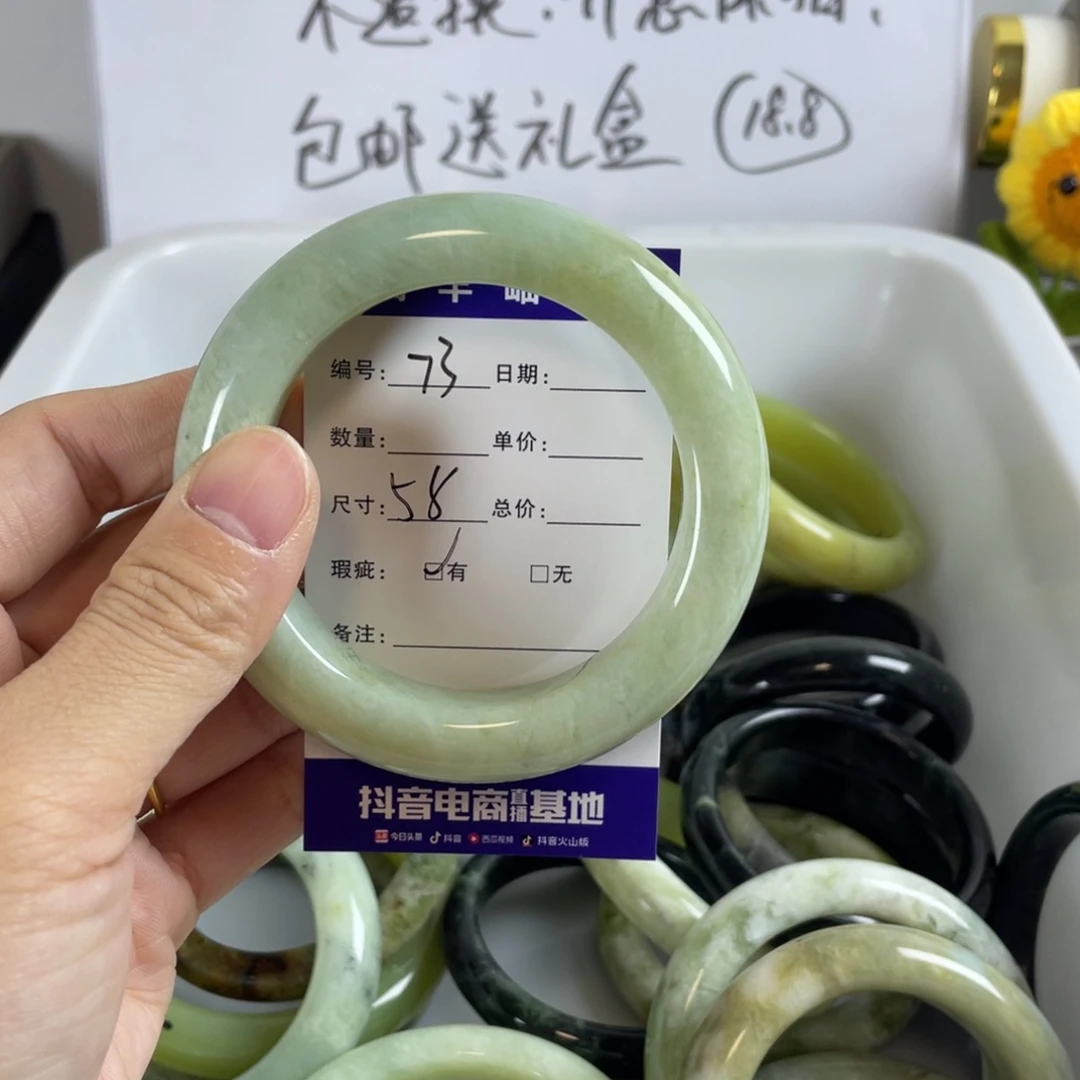 包邮送礼盒 18.8
编号: 73 日期:
数量: 单价:
尺寸: 58 总价:
瑕疵: ☑有 □无
备注:
抖音电商直播基地
今日头条 抖音 西瓜视频 抖音火山版